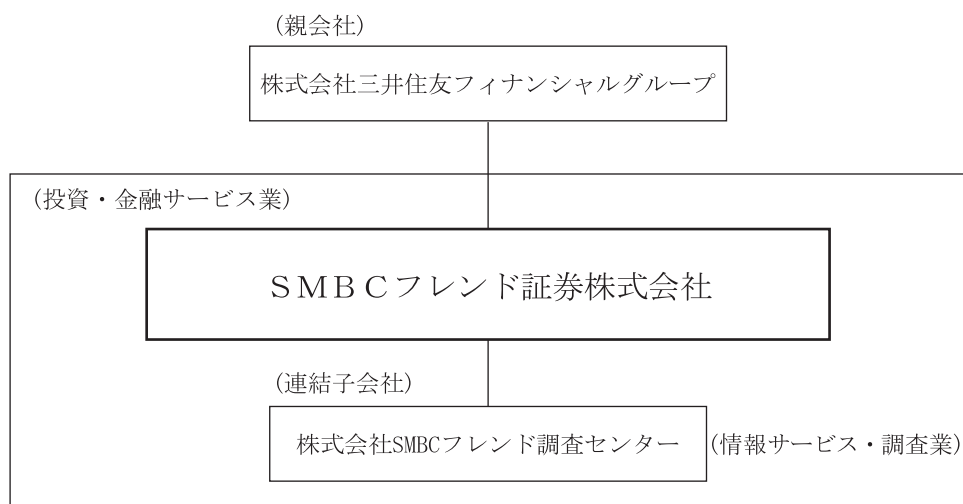 (親会社)
株式会社三井住友フィナンシャルグループ
(投資・金融サービス業)
ＳＭＢＣフレンド証券株式会社
(連結子会社)
株式会社SMBCフレンド調査センター (情報サービス・調査業)